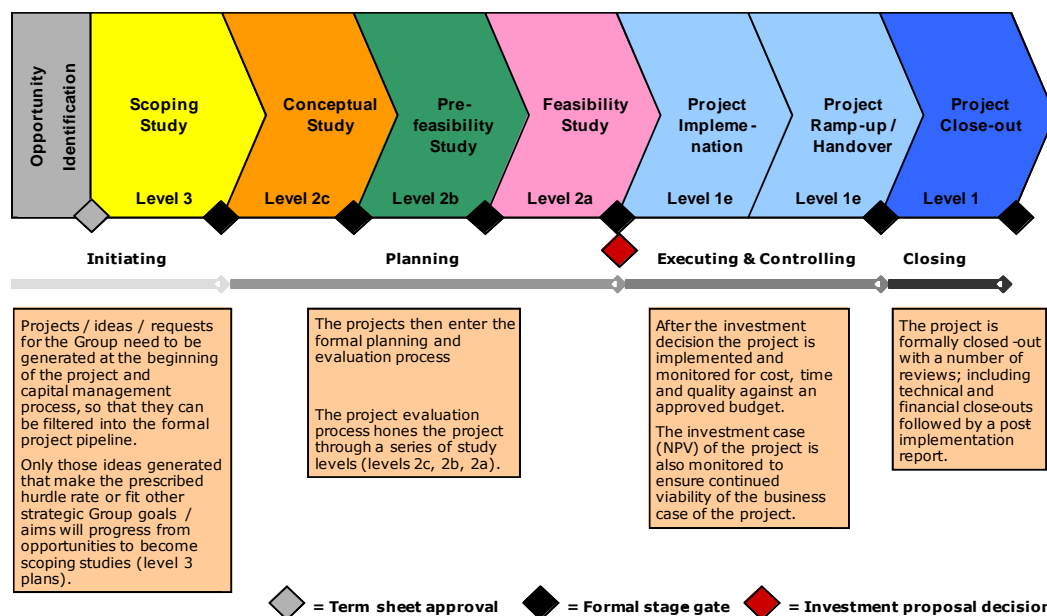 Opportunity
Identification
Scoping
Study
Level 3
Conceptual
Study
Level 2c
Pre-
feasibility
Study
Level 2b
Feasibility
Study
Level 2a
Project
Impleme-
nation
Level 1e
Project
Ramp-up /
Handover
Level 1e
Project
Close-out
Level 1
Initiating
Planning
Executing & Controlling
Closing
Projects / ideas / requests
for the Group need to be
generated at the beginning
of the project and
capital management
process, so that they can
be filtered into the formal
project pipeline.
Only those ideas generated
that make the prescribed
hurdle rate or fit other
strategic Group goals /
aims will progress from
opportunities to become
scoping studies (level 3
plans).
The projects then enter the
formal planning and
evaluation process
The project evaluation
process hones the project
through a series of study
levels (levels 2c, 2b, 2a).
After the investment
decision the project is
implemented and
monitored for cost, time
and quality against an
approved budget.
The investment case
(NPV) of the project is
also monitored to
ensure continued
viability of the business
case of the project.
The project is
formally closed -out
with a number of
reviews; including
technical and
financial close-outs
followed by a post
implementation
report.
= Term sheet approval
= Formal stage gate
= Investment proposal decision